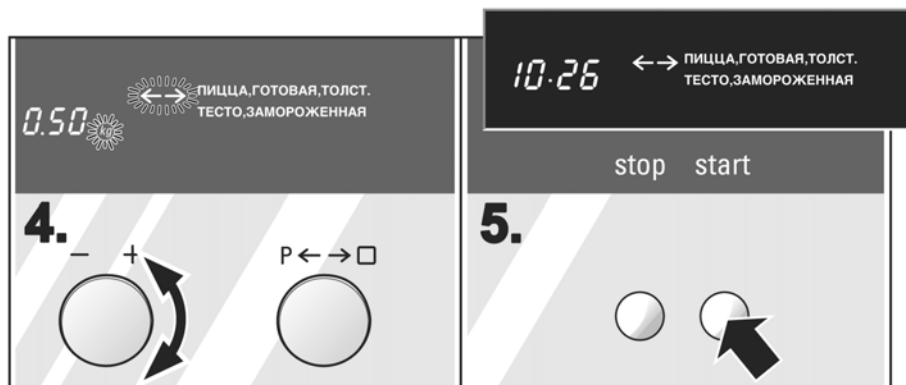 ПИЦЦА,ГОТОВАЯ,ТОЛСТ.
0.50 kg
ТЕСТО,ЗАМОРОЖЕННАЯ
4.
− +
P ← → □
10·26
ПИЦЦА,ГОТОВАЯ,ТОЛСТ.
ТЕСТО,ЗАМОРОЖЕННАЯ
stop start
5.